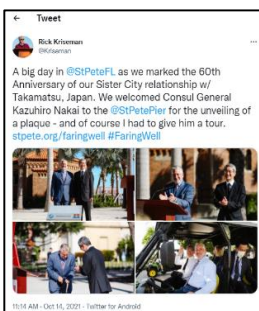 ← Tweet
Rick Kriseman
@Kriseman
A big day in @StPeteFL as we marked the 60th
Anniversary of our Sister City relationship w/
Takamatsu, Japan. We welcomed Consul General
Kazuhiro Nakai to the @StPetePier for the unveiling of
a plaque - and of course I had to give him a tour.
stpete.org/faringwell #FaringWell
11:14 AM · Oct 14, 2021 · Twitter for Android